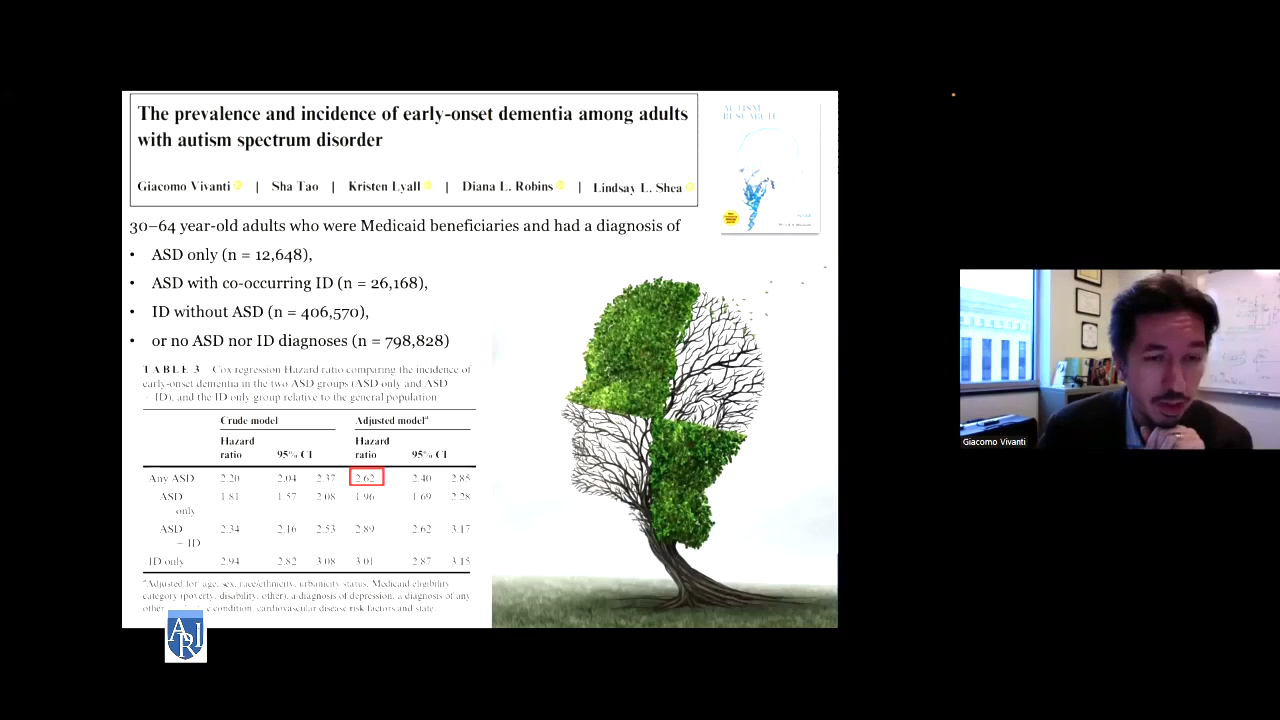 The prevalence and incidence of early-onset dementia among adults
with autism spectrum disorder
Giacomo Vivanti | Sha Tao | Kristen Lyall | Diana L. Robins | Lindsay L. Shea
AUTISM
RESEARCH
30–64 year-old adults who were Medicaid beneficiaries and had a diagnosis of
• ASD only (n = 12,648),
• ASD with co-occurring ID (n = 26,168),
• ID without ASD (n = 406,570),
• or no ASD nor ID diagnoses (n = 798,828)
TABLE 3 Cox regression Hazard ratio comparing the incidence of
early-onset dementia in the two ASD groups (ASD only and ASD
– ID), and the ID only group relative to the general population
Crude model Adjusted modelᵃ
Hazard Hazard
ratio 95% CI ratio 95% CI
Any ASD 2.20 2.04 2.37 2.62 2.40 2.85
ASD 1.81 1.57 2.08 1.96 1.69 2.28
only
ASD 2.34 2.16 2.53 2.89 2.62 3.17
– ID
ID only 2.94 2.82 3.08 3.01 2.87 3.15
ᵃAdjusted for age, sex, race/ethnicity, urbanicity status, Medicaid eligibility
category (poverty, disability, other), a diagnosis of depression, a diagnosis of any
other c condition, cardiovascular disease risk factors and state.
ARI
Giacomo Vivanti